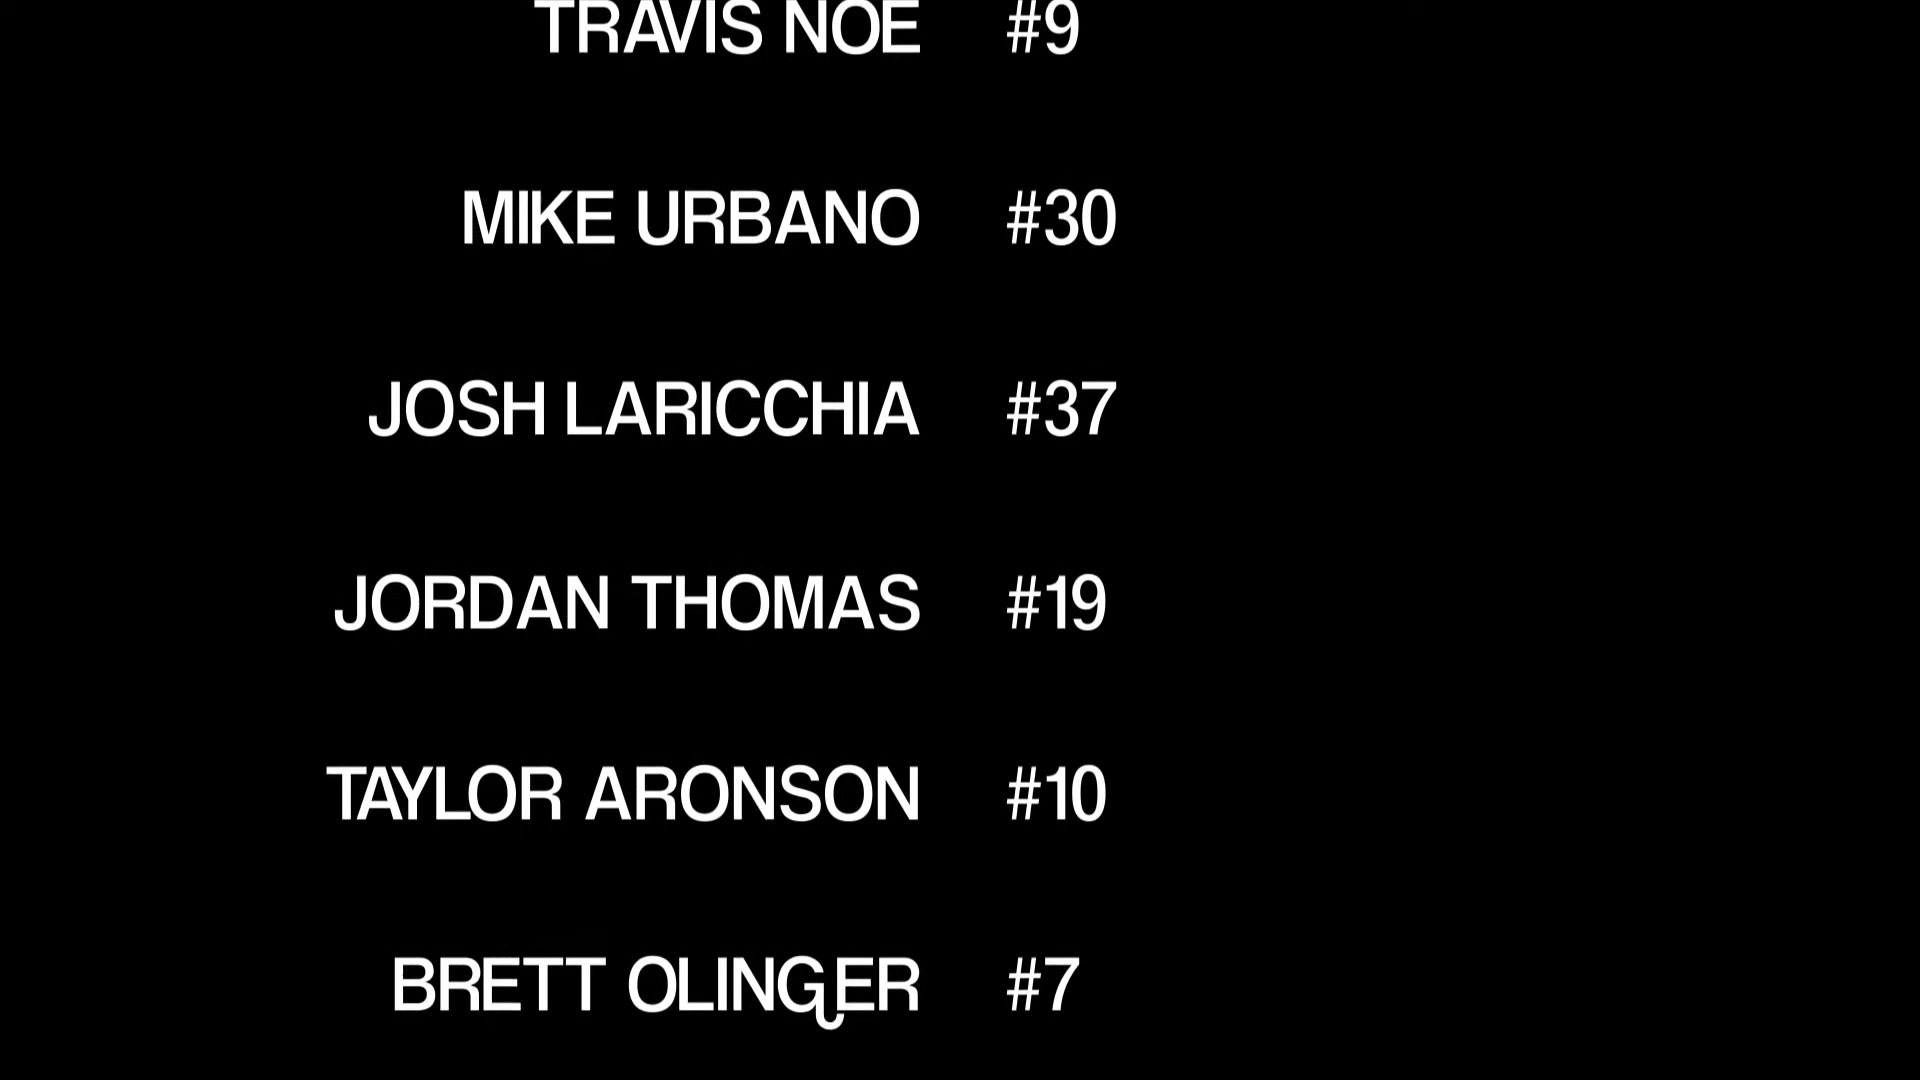 TRAVIS NOE #9
MIKE URBANO #30
JOSH LARICCHIA #37
JORDAN THOMAS #19
TAYLOR ARONSON #10
BRETT OLINGER #7